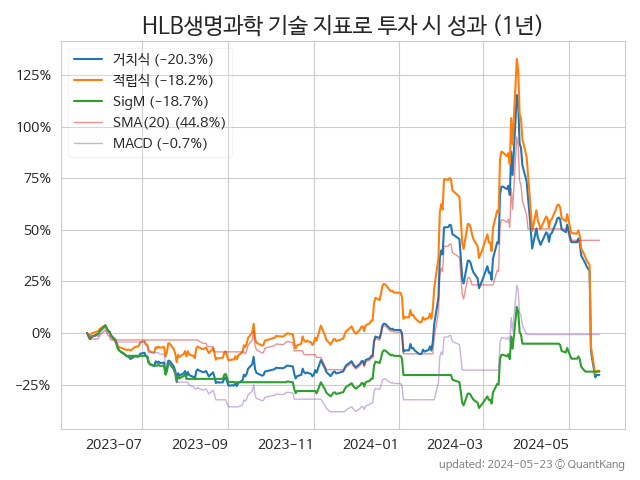 HLB생명과학 기술 지표로 투자 시 성과 (1년)
거치식 (−20.3%)
적립식 (−18.2%)
SigM (−18.7%)
SMA(20) (44.8%)
MACD (−0.7%)
125%
100%
75%
50%
25%
0%
−25%
2023-07 2023-09 2023-11 2024-01 2024-03 2024-05
updated: 2024-05-23 ⓒ QuantKang